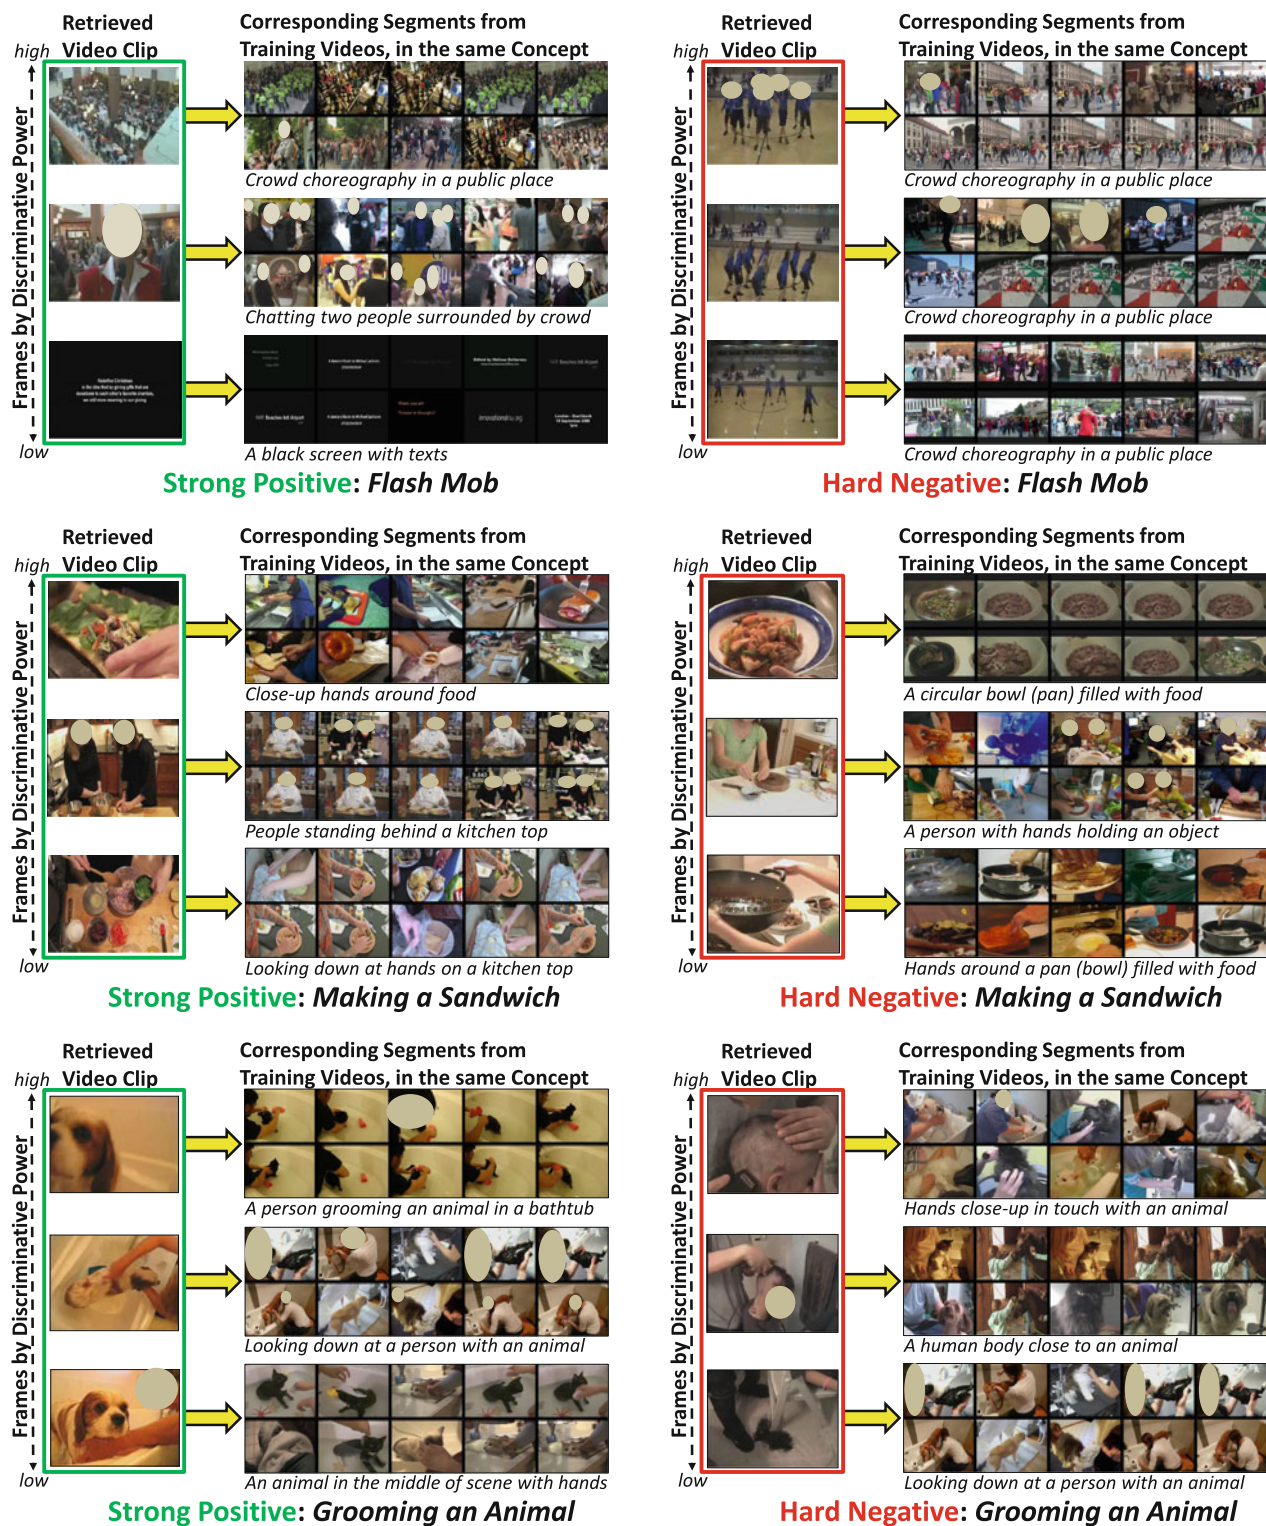 Retrieved
Video Clip
Corresponding Segments from
Training Videos, in the same Concept
high
Frames by Discriminative Power
low
Crowd choreography in a public place
Chatting two people surrounded by crowd
A black screen with texts
Strong Positive: Flash Mob
Retrieved
Video Clip
Corresponding Segments from
Training Videos, in the same Concept
high
Frames by Discriminative Power
low
Crowd choreography in a public place
Crowd choreography in a public place
Crowd choreography in a public place
Hard Negative: Flash Mob
Retrieved
Video Clip
Corresponding Segments from
Training Videos, in the same Concept
high
Frames by Discriminative Power
low
Close-up hands around food
People standing behind a kitchen top
Looking down at hands on a kitchen top
Strong Positive: Making a Sandwich
Retrieved
Video Clip
Corresponding Segments from
Training Videos, in the same Concept
high
Frames by Discriminative Power
low
A circular bowl (pan) filled with food
A person with hands holding an object
Hands around a pan (bowl) filled with food
Hard Negative: Making a Sandwich
Retrieved
Video Clip
Corresponding Segments from
Training Videos, in the same Concept
high
Frames by Discriminative Power
low
A person grooming an animal in a bathtub
Looking down at a person with an animal
An animal in the middle of scene with hands
Strong Positive: Grooming an Animal
Retrieved
Video Clip
Corresponding Segments from
Training Videos, in the same Concept
high
Frames by Discriminative Power
low
Hands close-up in touch with an animal
A human body close to an animal
Looking down at a person with an animal
Hard Negative: Grooming an Animal